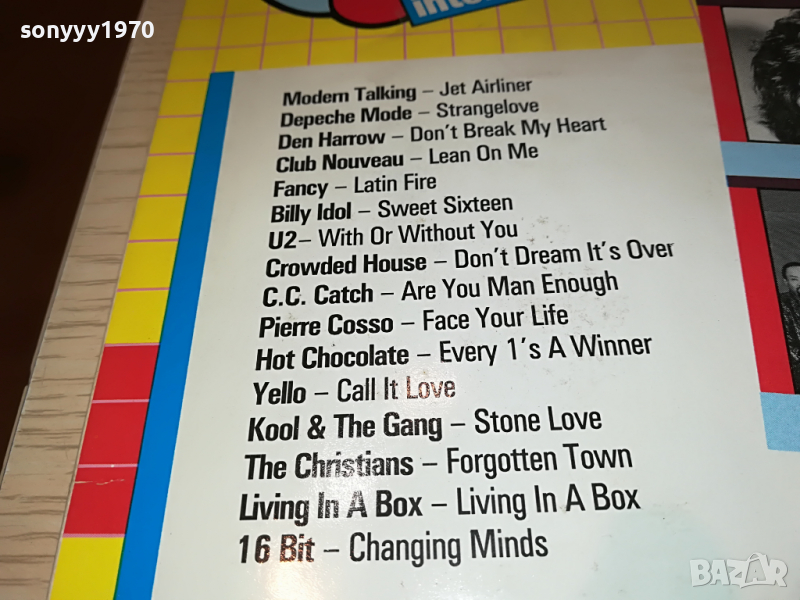 sonyyy1970
Modern Talking – Jet Airliner
Depeche Mode – Strangelove
Den Harrow – Don't Break My Heart
Club Nouveau – Lean On Me
Fancy – Latin Fire
Billy Idol – Sweet Sixteen
U2– With Or Without You
Crowded House – Don't Dream It's Over
C.C. Catch – Are You Man Enough
Pierre Cosso – Face Your Life
Hot Chocolate – Every 1's A Winner
Yello – Call It Love
Kool & The Gang – Stone Love
The Christians – Forgotten Town
Living In A Box – Living In A Box
16 Bit – Changing Minds
BAZAR